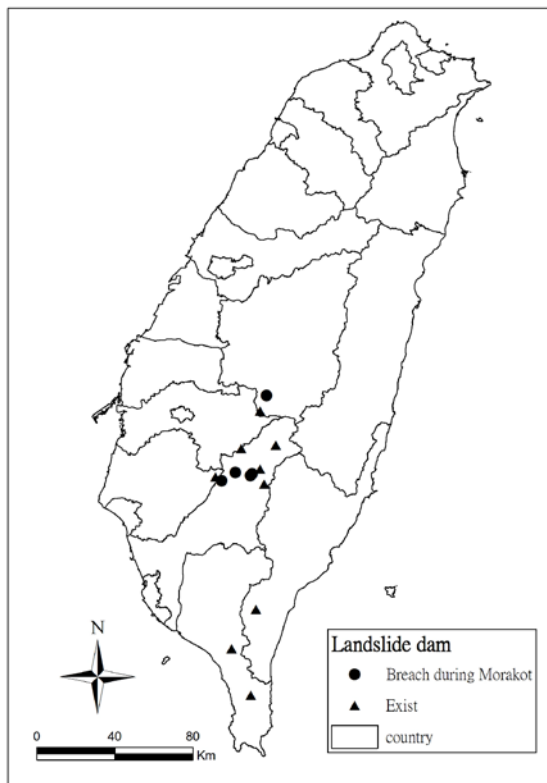 N
0 40 80
Km
Landslide dam
Breach during Morakot
Exist
country